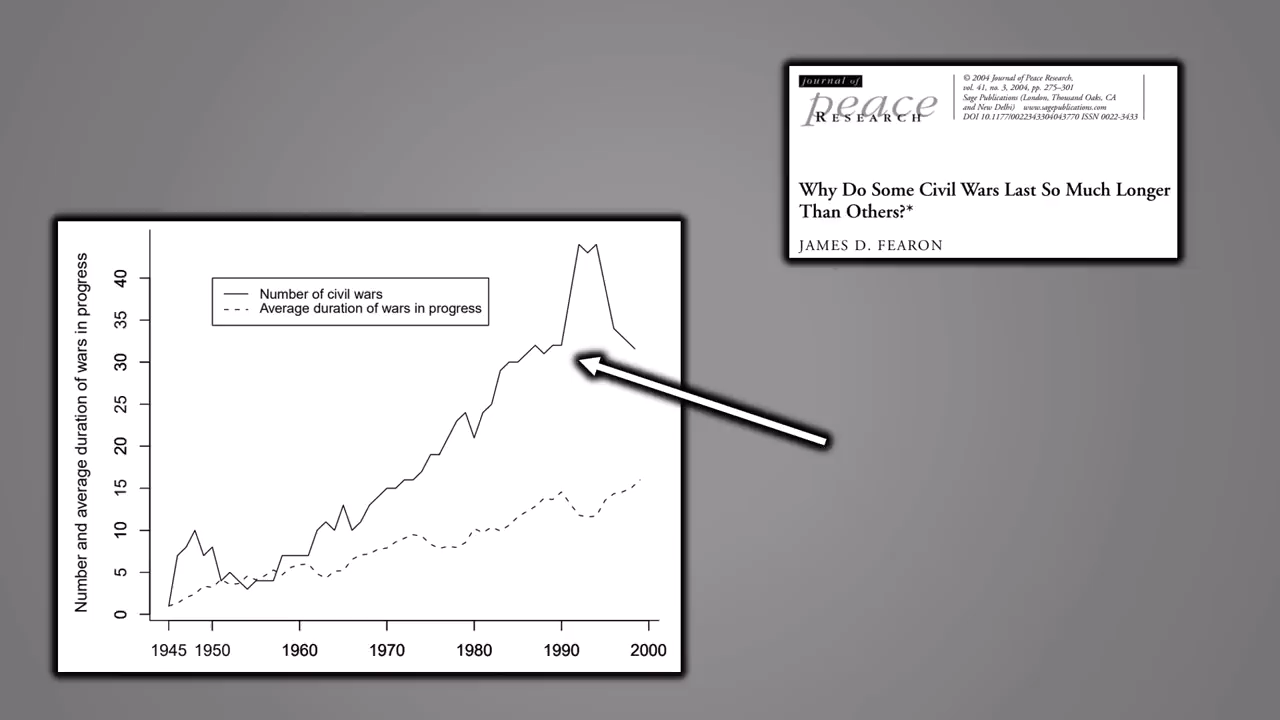 journal of
peace
RESEARCH
© 2004 Journal of Peace Research,
vol. 41, no. 3, 2004, pp. 275–301
Sage Publications (London, Thousand Oaks, CA
and New Delhi) www.sagepublications.com
DOI 10.1177/0022343304043770 ISSN 0022-3433
Why Do Some Civil Wars Last So Much Longer
Than Others?*
JAMES D. FEARON
Number and average duration of wars in progress
40
35
30
25
20
15
10
5
0
Number of civil wars
Average duration of wars in progress
1945 1950 1960 1970 1980 1990 2000